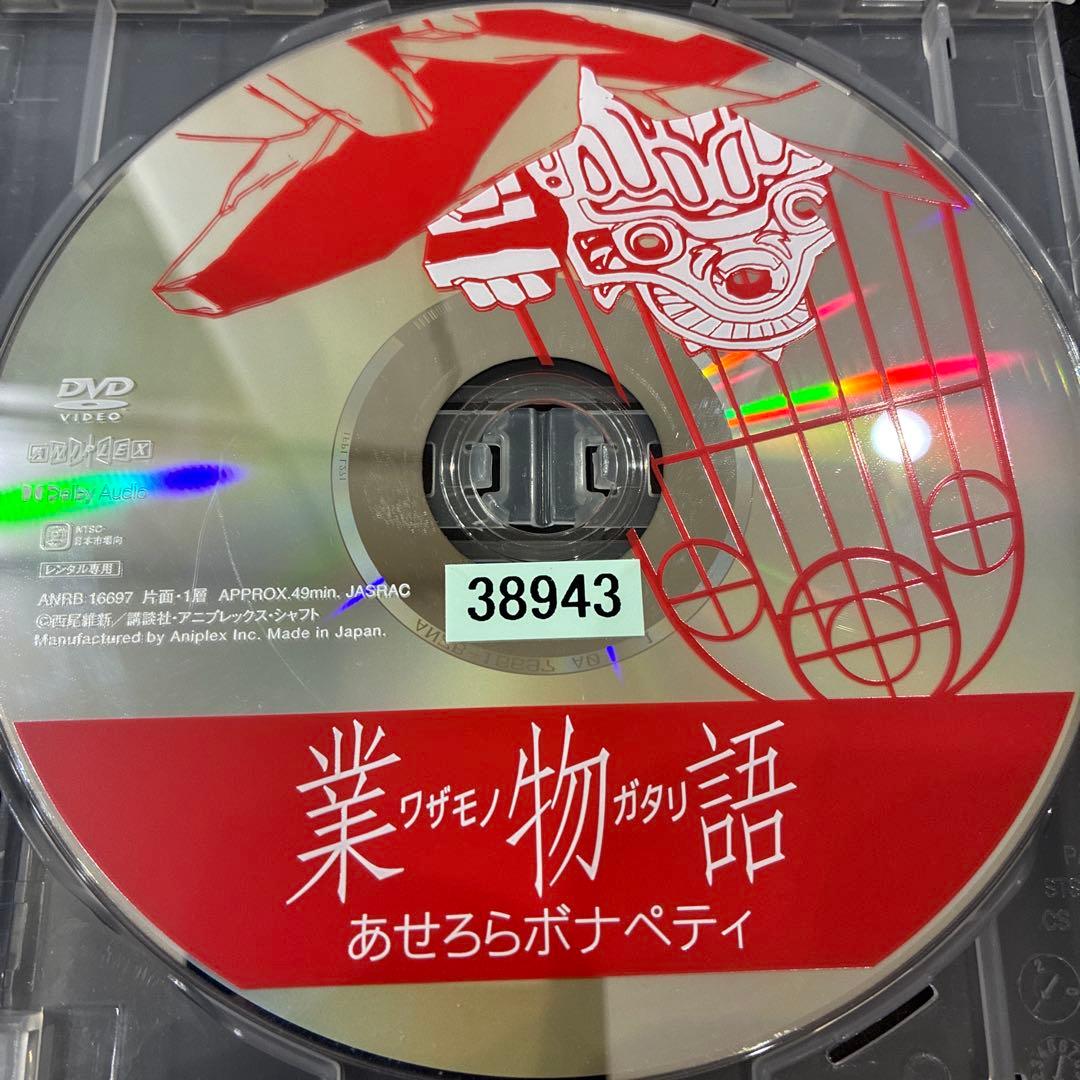 DVD
VIDEO
ANIPLEX
Dolby Audio
NTSC
日本市場向
レンタル専用
ANRB 16697 片面・1層 APPROX.49min. JASRAC
©西尾維新／講談社・アニプレックス・シャフト
Manufactured by Aniplex Inc. Made in Japan.
38943
業ワザモノ物ガタリ語
あせろらボナペティ